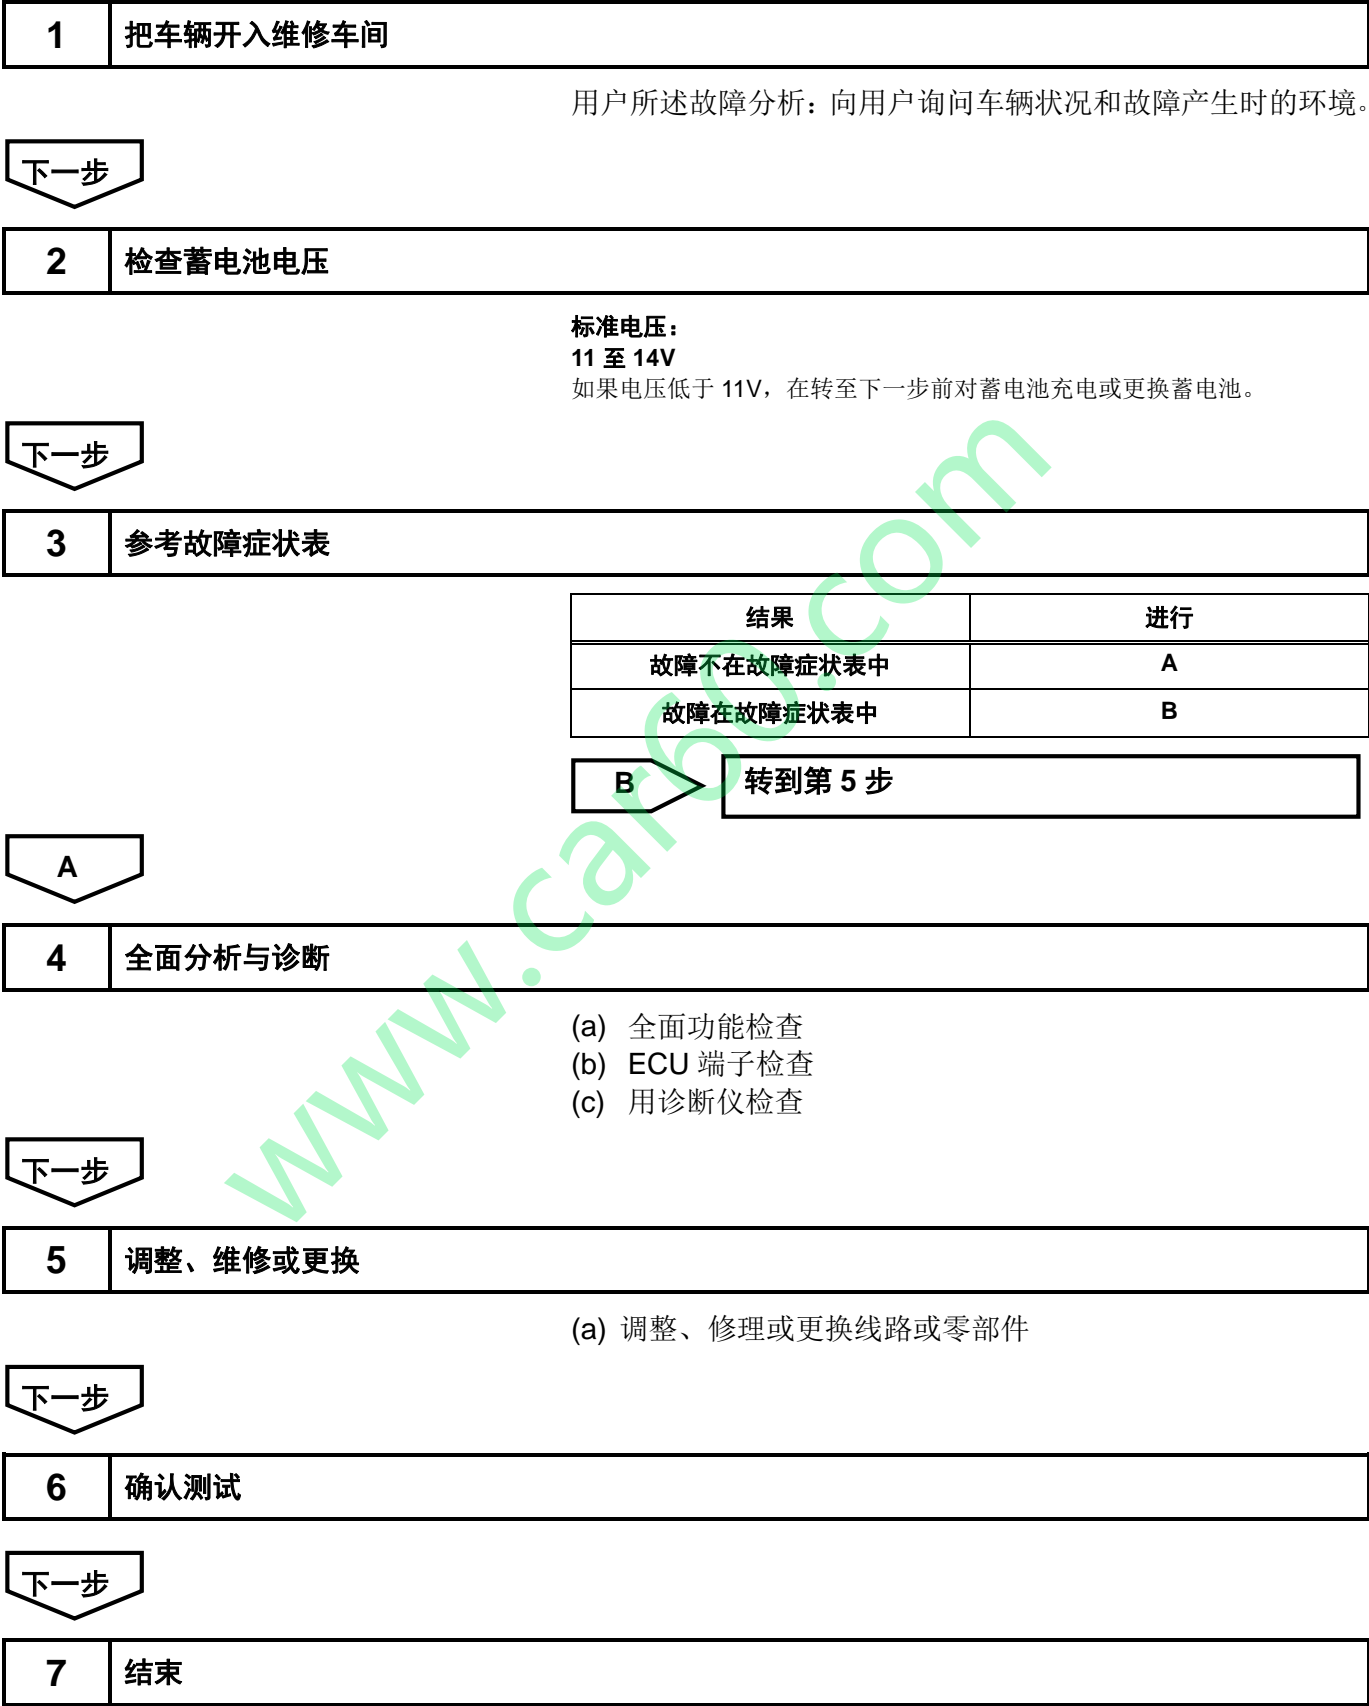 1 把车辆开入维修车间
用户所述故障分析：向用户询问车辆状况和故障产生时的环境。
下一步
2 检查蓄电池电压
标准电压：
11 至 14V
如果电压低于 11V，在转至下一步前对蓄电池充电或更换蓄电池。
下一步
3 参考故障症状表
结果 进行
故障不在故障症状表中 A
故障在故障症状表中 B
B 转到第 5 步
A
4 全面分析与诊断
(a) 全面功能检查
(b) ECU 端子检查
(c) 用诊断仪检查
下一步
5 调整、维修或更换
(a) 调整、修理或更换线路或零部件
下一步
6 确认测试
下一步
7 结束
www.car60.com